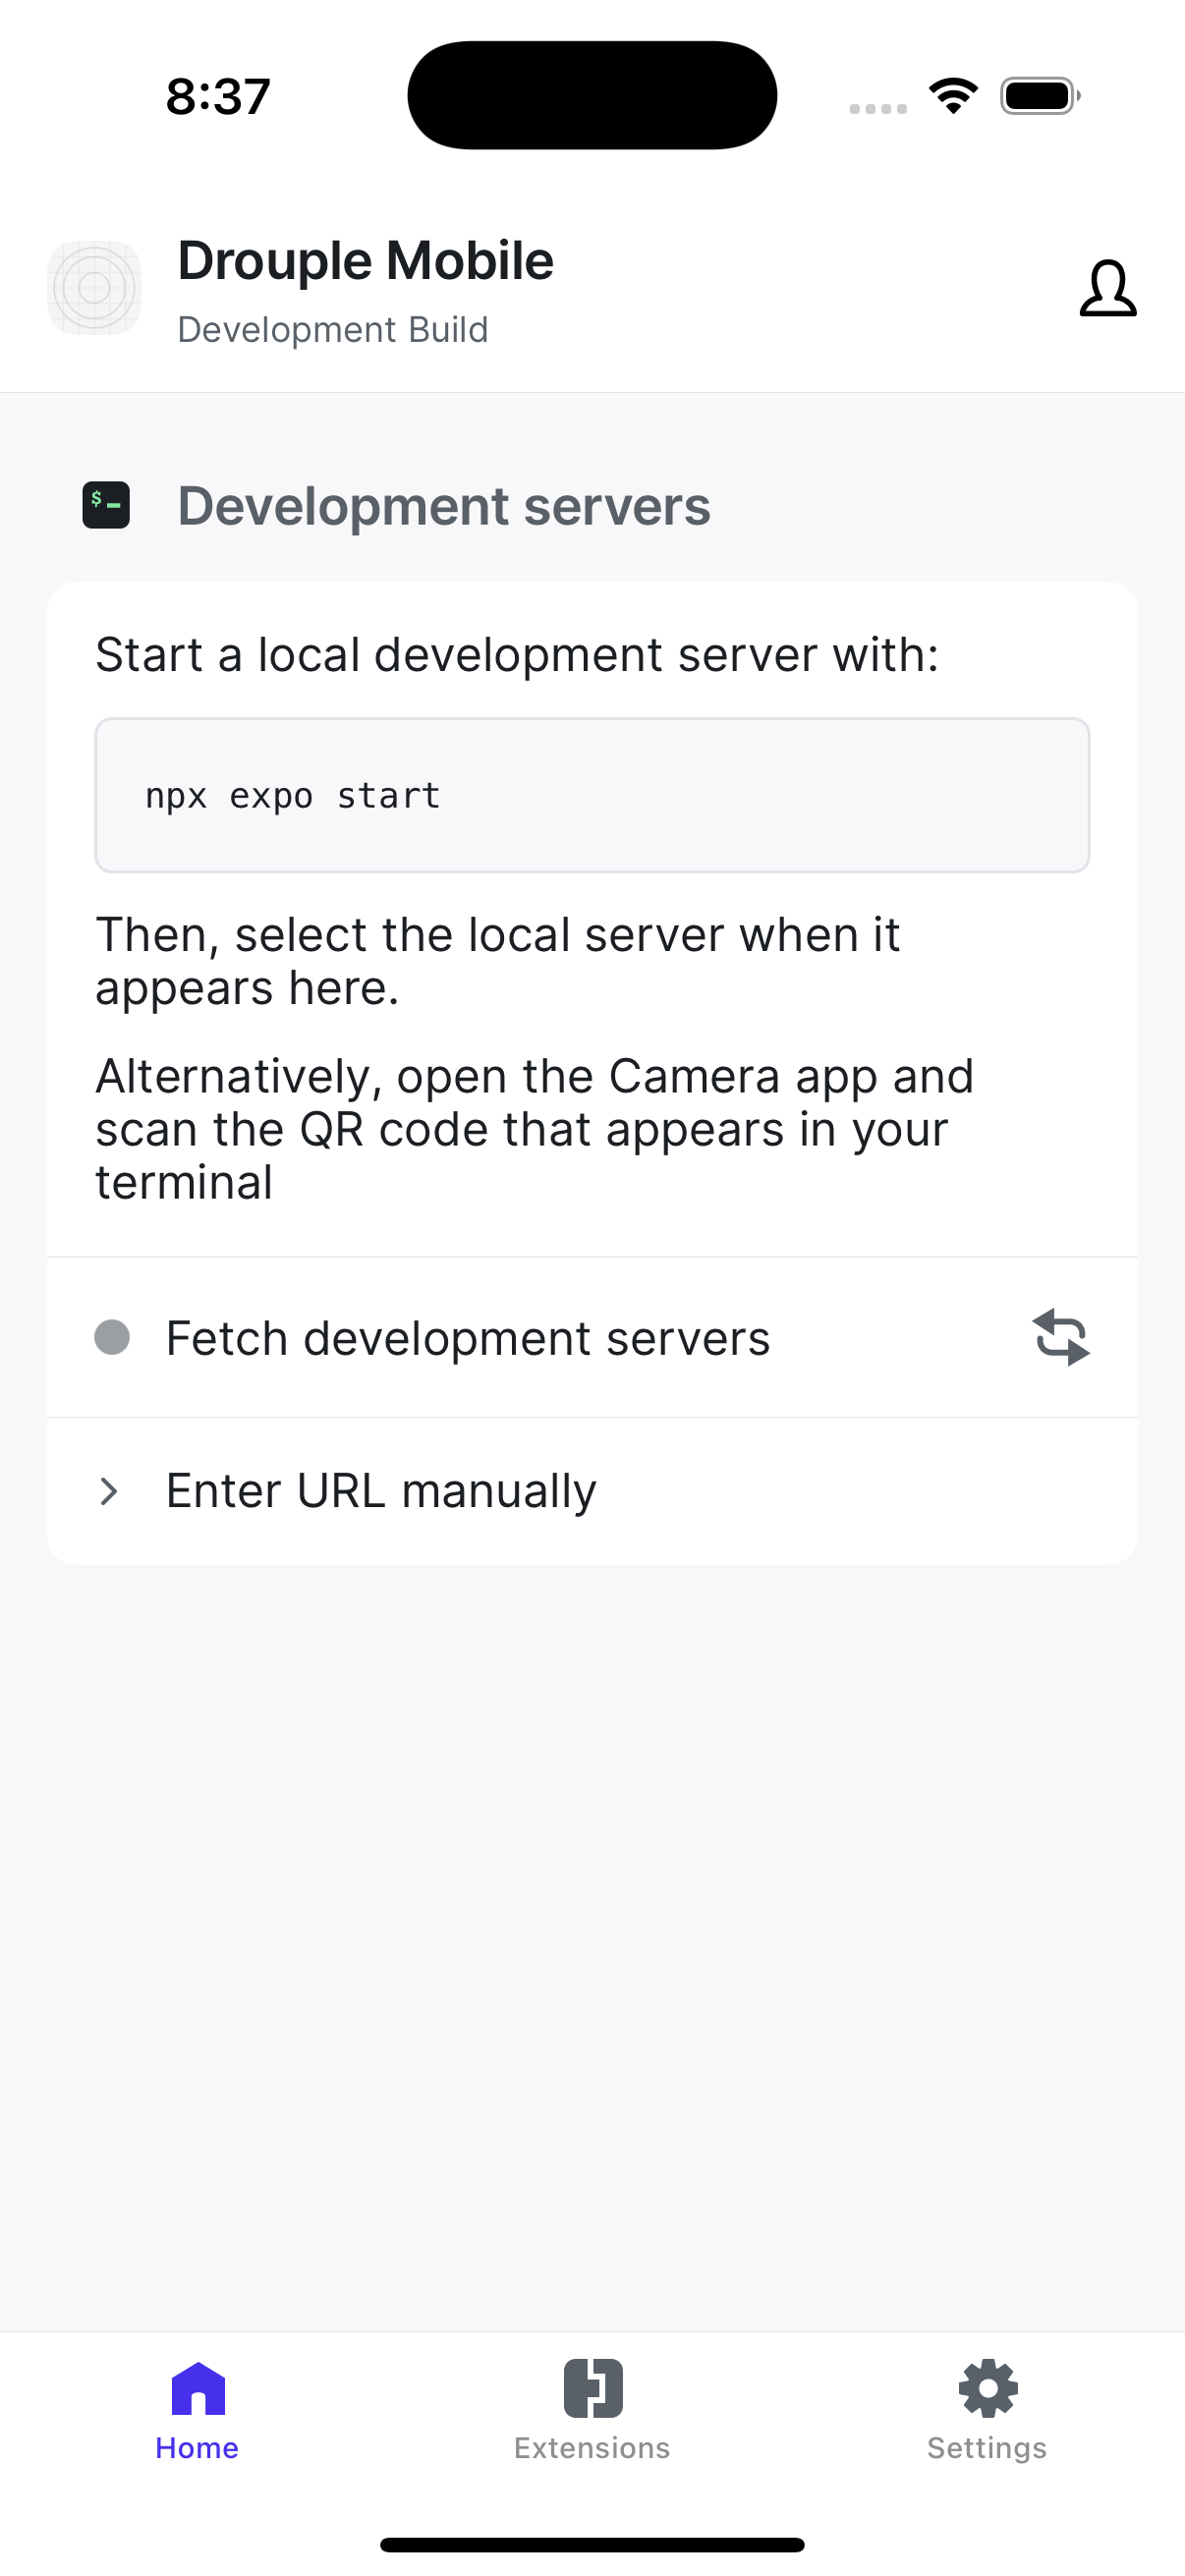 8:37
Drouple Mobile
Development Build
$
Development servers
Start a local development server with:
npx expo start
Then, select the local server when it
appears here.
Alternatively, open the Camera app and
scan the QR code that appears in your
terminal
Fetch development servers
Enter URL manually
Home
Extensions
Settings